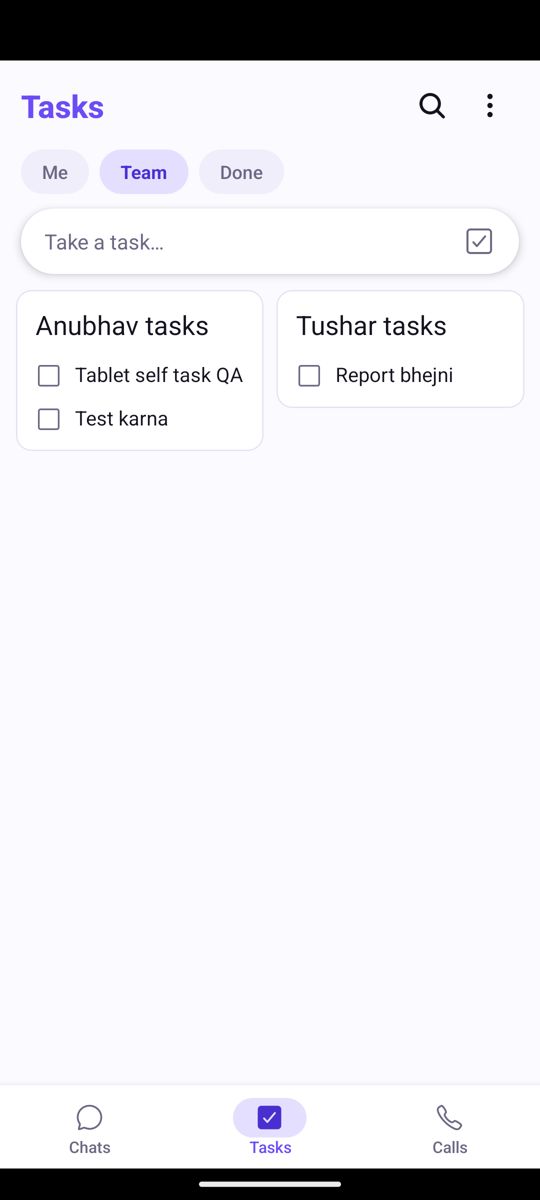 Tasks
Me
Team
Done
Take a task...
Anubhav tasks
Tablet self task QA
Test karna
Tushar tasks
Report bhejni
Chats
Tasks
Calls